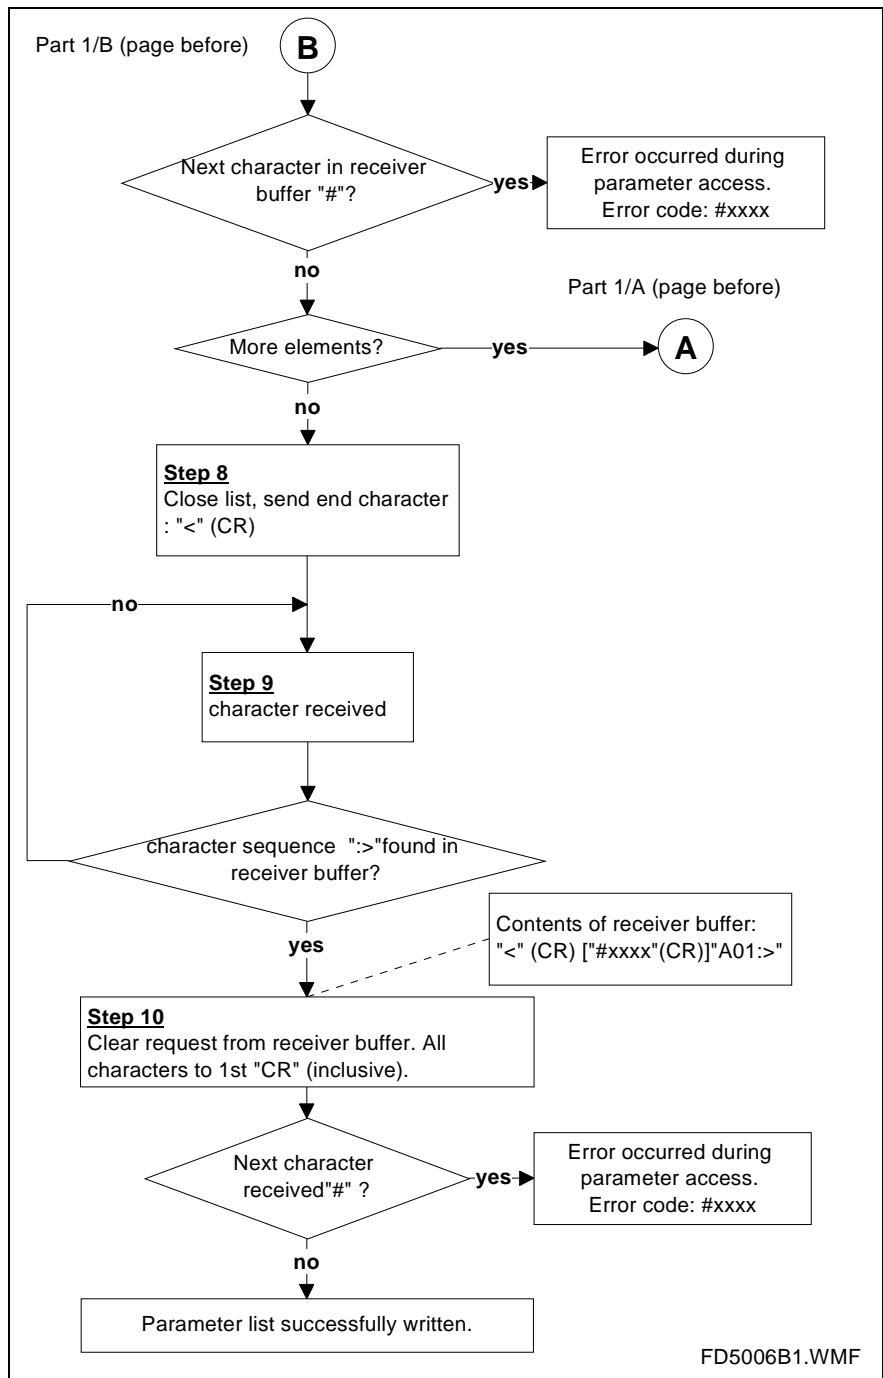 Part 1/B (page before)
B
Next character in receiver
buffer "#"?
yes
Error occurred during
parameter access.
Error code: #xxxx
no
Part 1/A (page before)
More elements?
yes
A
no
Step 8
Close list, send end character
: "<" (CR)
no
Step 9
character received
character sequence ":>"found in
receiver buffer?
yes
Contents of receiver buffer:
"<" (CR) ["#xxxx"(CR)]"A01:>"
Step 10
Clear request from receiver buffer. All
characters to 1st "CR" (inclusive).
Next character
received"#" ?
yes
Error occurred during
parameter access.
Error code: #xxxx
no
Parameter list successfully written.
FD5006B1.WMF